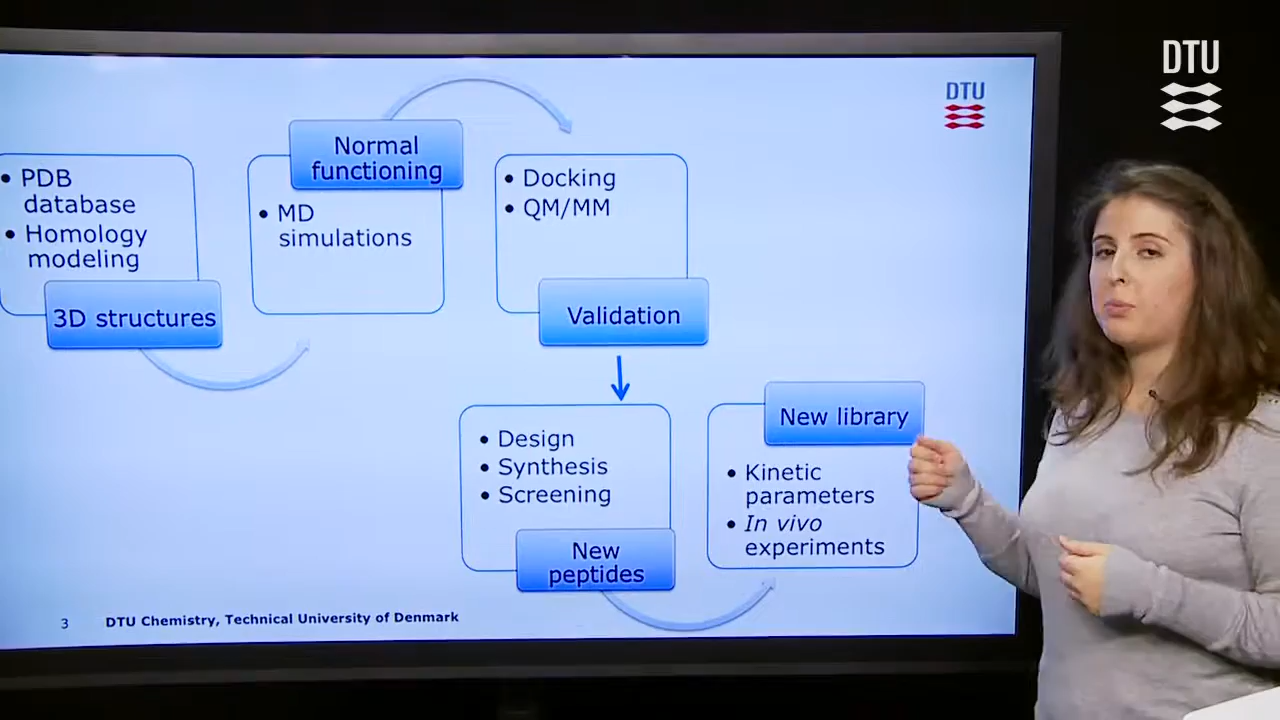 DTU
DTU
• PDB
database
• Homology
modeling
3D structures
Normal
functioning
• MD
simulations
• Docking
• QM/MM
Validation
• Design
• Synthesis
• Screening
New
peptides
New library
• Kinetic
parameters
• In vivo
experiments
3 DTU Chemistry, Technical University of Denmark